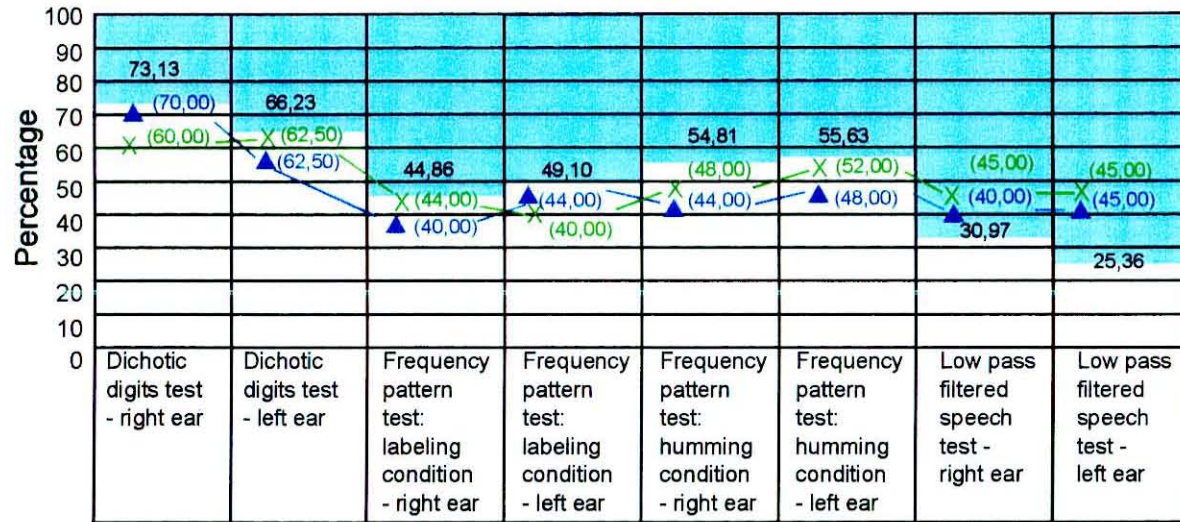 100
90
80
70
60
50
40
30
20
10
0
Percentage
73,13
(70,00)
(60,00)
66,23
(62,50)
(62,50)
44,86
(44,00)
(40,00)
49,10
(44,00)
(40,00)
54,81
(48,00)
(44,00)
55,63
(52,00)
(48,00)
(45,00)
(40,00)
30,97
(45,00)
(45,00)
25,36
Dichotic
digits test
- right ear
Dichotic
digits test
- left ear
Frequency
pattern
test:
labeling
condition
- right ear
Frequency
pattern
test:
labeling
condition
- left ear
Frequency
pattern
test:
humming
condition
- right ear
Frequency
pattern
test:
humming
condition
- left ear
Low pass
filtered
speech
test -
right ear
Low pass
filtered
speech
test -
left ear